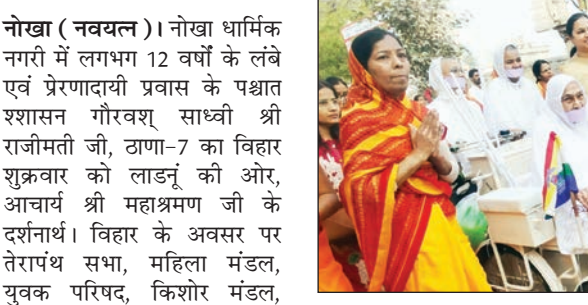 नोखा ( नवयत्न )। नोखा धार्मिक
नगरी में लगभग 12 वर्षों के लंबे
एवं प्रेरणादायी प्रवास के पश्चात
श्शासन गौरवश् साध्वी श्री
राजीमती जी, ठाणा-7 का विहार
शुक्रवार को लाडनूं की ओर,
आचार्य श्री महाश्रमण जी के
दर्शनार्थ। विहार के अवसर पर
तेरापंथ सभा, महिला मंडल,
युवक परिषद, किशोर मंडल,